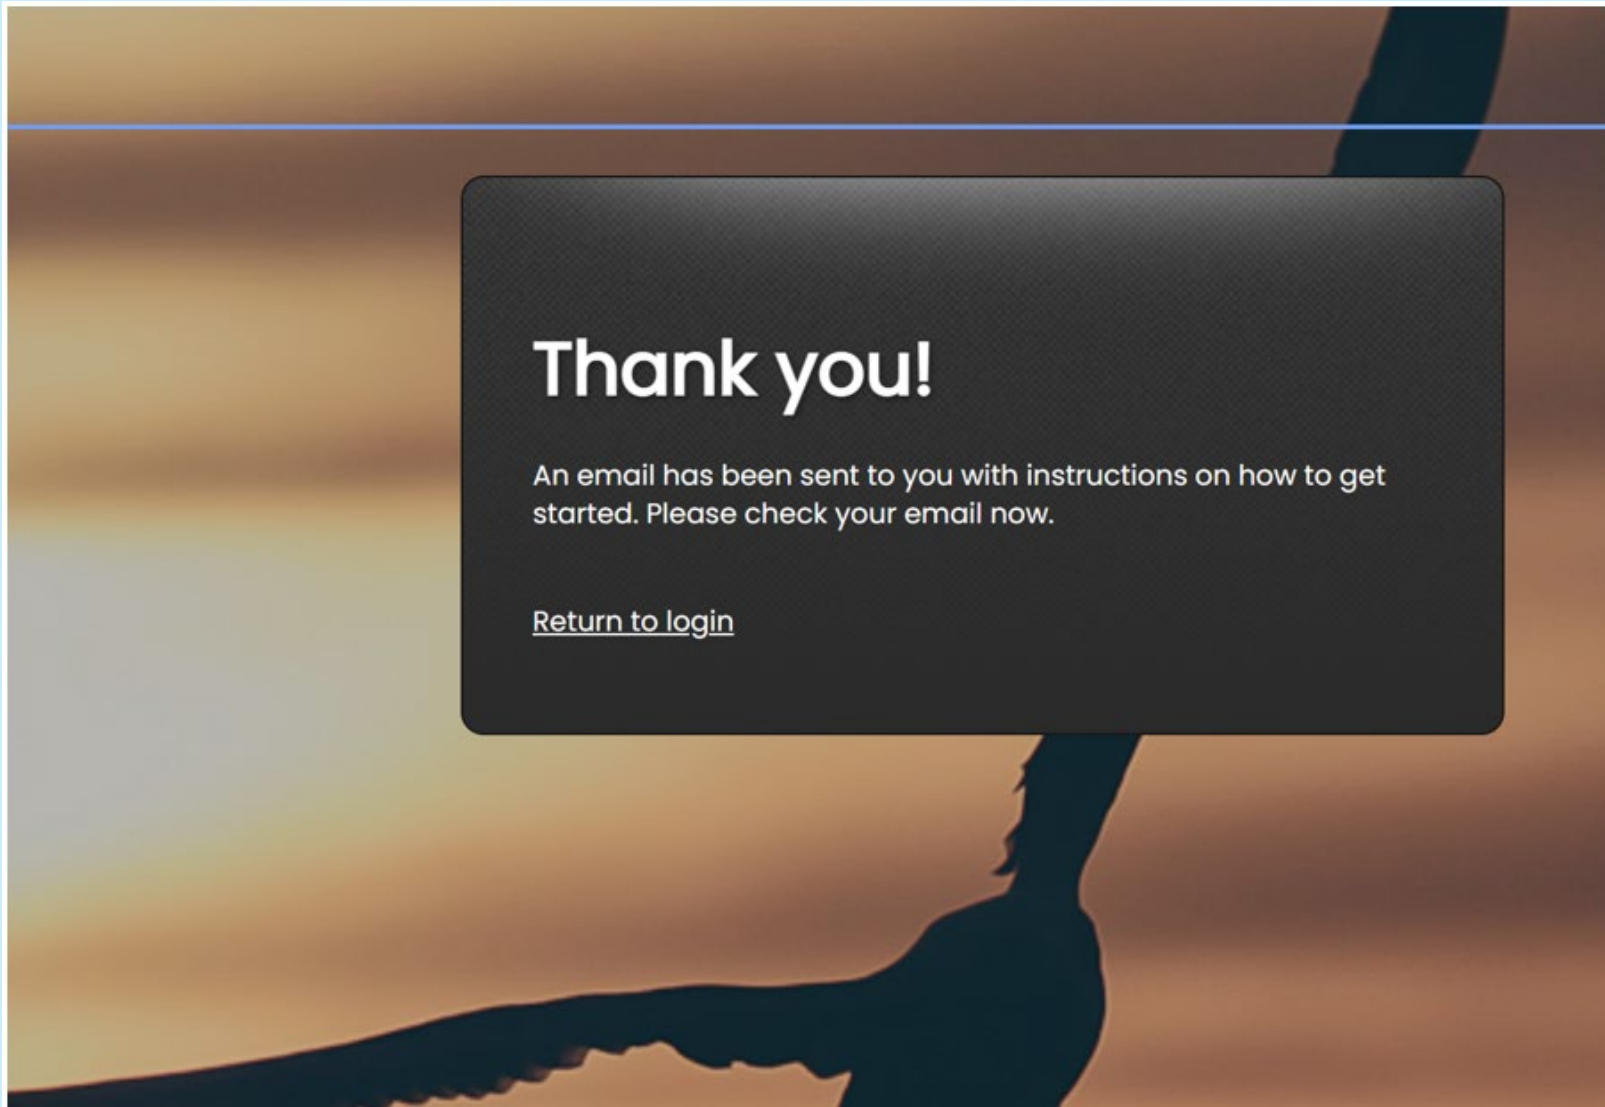 Thank you!
An email has been sent to you with instructions on how to get
started. Please check your email now.
Return to login